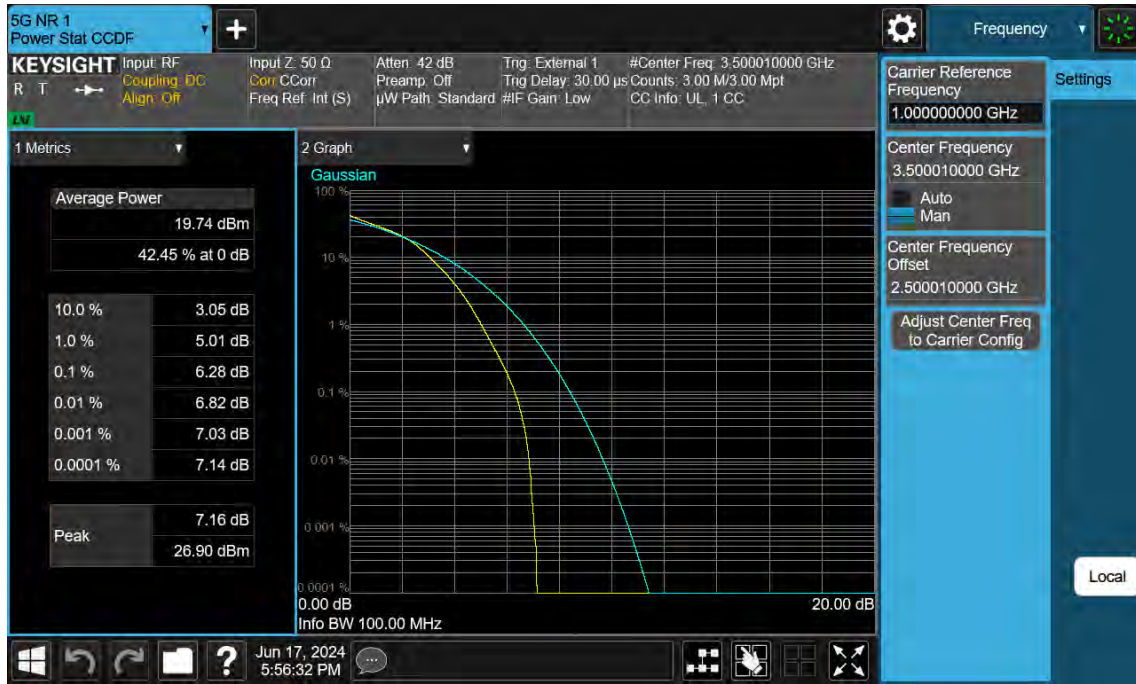 5G NR 1
Power Stat CCDF
Frequency
KEYSIGHT
R T
LXI
Input: RF
Coupling: DC
Align: Off
Input Z: 50 Ω
Corr CCorr
Freq Ref: Int (S)
Atten: 42 dB
Preamp: Off
µW Path: Standard
Trig: External 1
Trig Delay: 30.00 µs
#IF Gain: Low
#Center Freq: 3.500010000 GHz
Counts: 3.00 M/3.00 Mpt
CC Info: UL, 1 CC
1 Metrics
Average Power
19.74 dBm
42.45 % at 0 dB
10.0 % 3.05 dB
1.0 % 5.01 dB
0.1 % 6.28 dB
0.01 % 6.82 dB
0.001 % 7.03 dB
0.0001 % 7.14 dB
Peak
7.16 dB
26.90 dBm
2 Graph
Gaussian
100 %
10 %
1 %
0.1 %
0.01 %
0.001 %
0.0001 %
0.00 dB 20.00 dB
Info BW 100.00 MHz
Carrier Reference
Frequency
1.000000000 GHz
Center Frequency
3.500010000 GHz
Auto
Man
Center Frequency
Offset
2.500010000 GHz
Adjust Center Freq
to Carrier Config
Settings
Local
?
Jun 17, 2024
5:56:32 PM